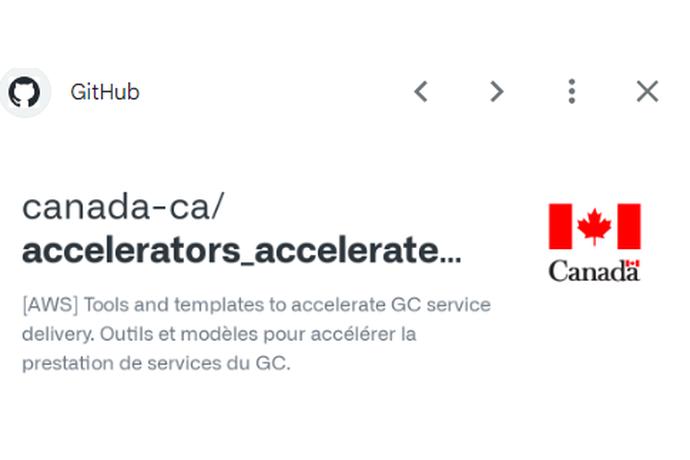 GitHub
canada-ca/
accelerators_accelerate...
[AWS] Tools and templates to accelerate GC service
delivery. Outils et modèles pour accélérer la
prestation de services du GC.
Canada